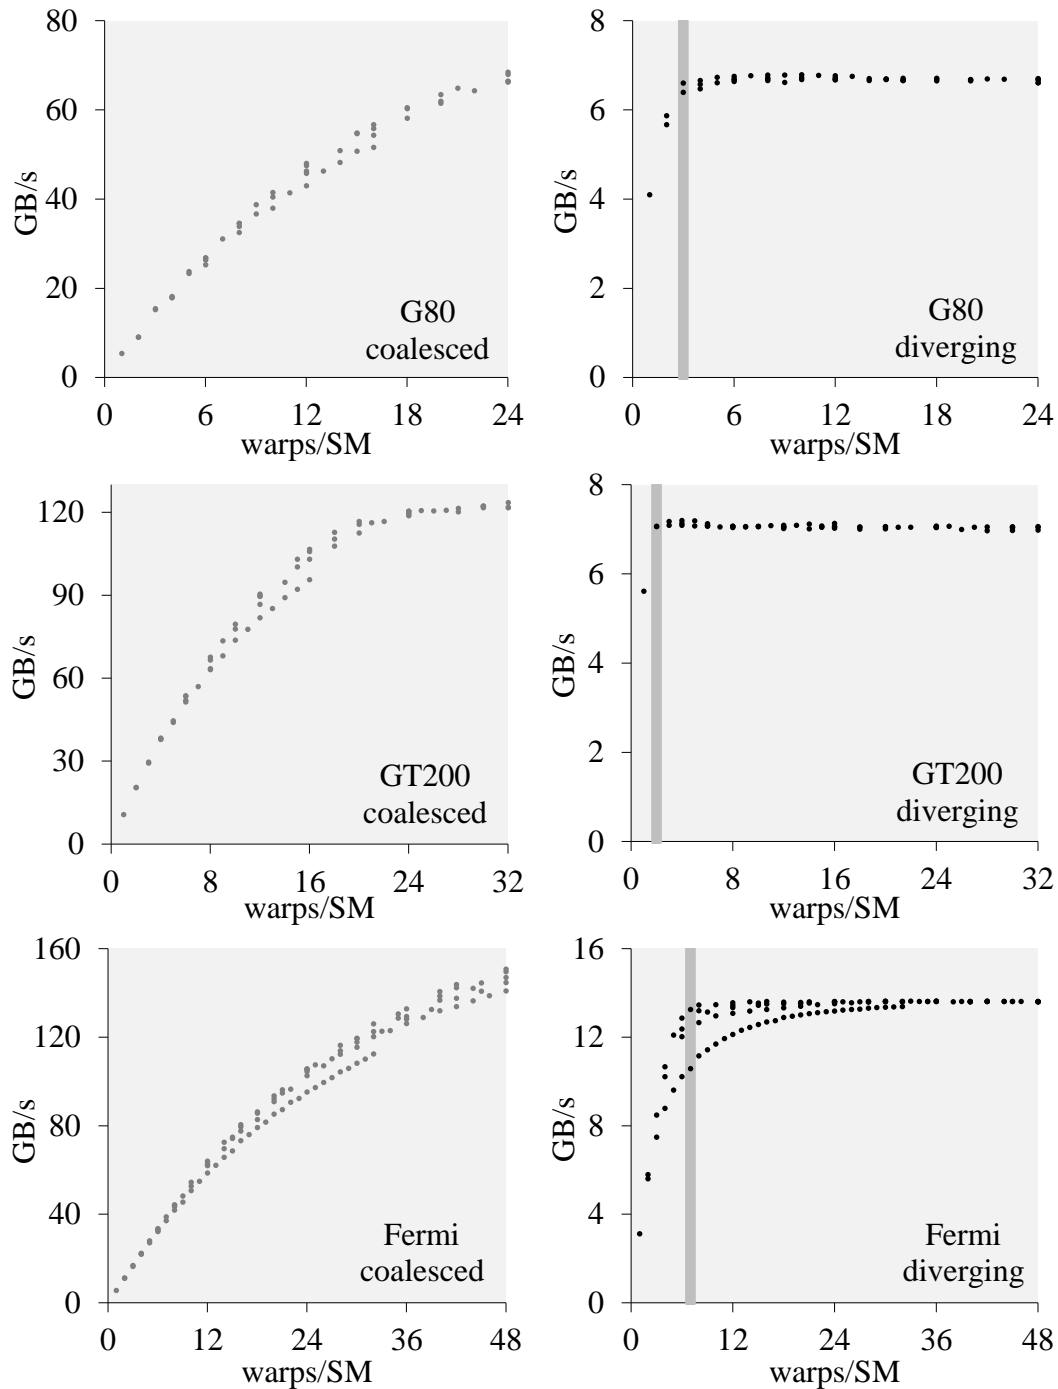 80
60
40
20
0
GB/s
G80
coalesced
0 6 12 18 24
warps/SM
8
6
4
2
0
GB/s
G80
diverging
0 6 12 18 24
warps/SM
120
90
60
30
0
GB/s
GT200
coalesced
0 8 16 24 32
warps/SM
8
6
4
2
0
GB/s
GT200
diverging
0 8 16 24 32
warps/SM
160
120
80
40
0
GB/s
Fermi
coalesced
0 12 24 36 48
warps/SM
16
12
8
4
0
GB/s
Fermi
diverging
0 12 24 36 48
warps/SM